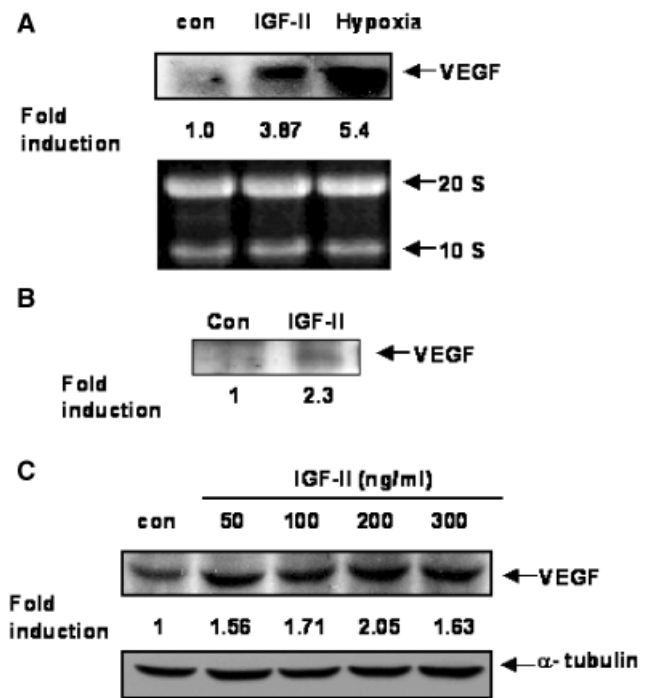 A
con IGF-II Hypoxia
VEGF
Fold
induction
1.0 3.87 5.4
20 S
10 S
B
Con IGF-II
VEGF
Fold
induction
1 2.3
C
IGF-II (ng/ml)
con 50 100 200 300
VEGF
Fold
induction
1 1.56 1.71 2.05 1.63
α- tubulin